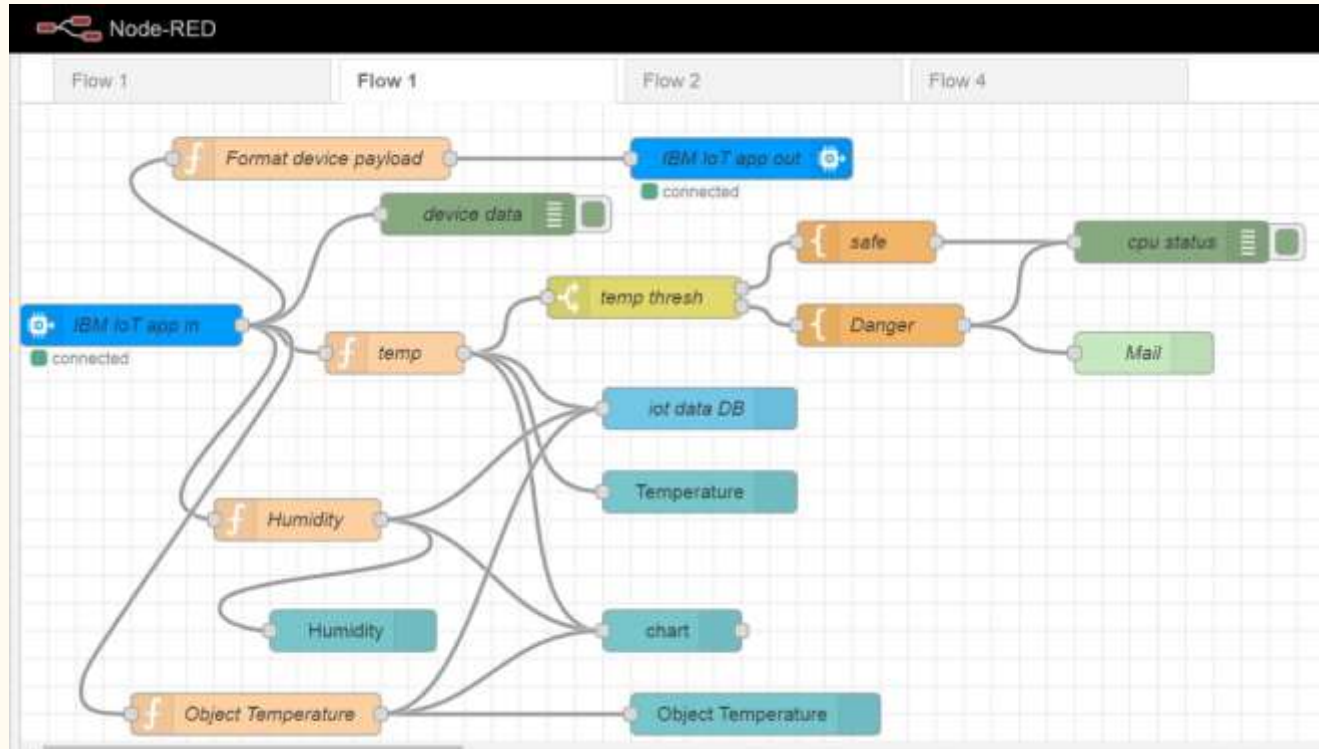 Node-RED
Flow 1
Flow 1
Flow 2
Flow 4
Format device payload
IBM IoT app out
connected
device data
safe
cpu status
temp thresh
IBM IoT app in
connected
temp
Danger
Mail
iot data DB
Temperature
Humidity
Humidity
chart
Object Temperature
Object Temperature